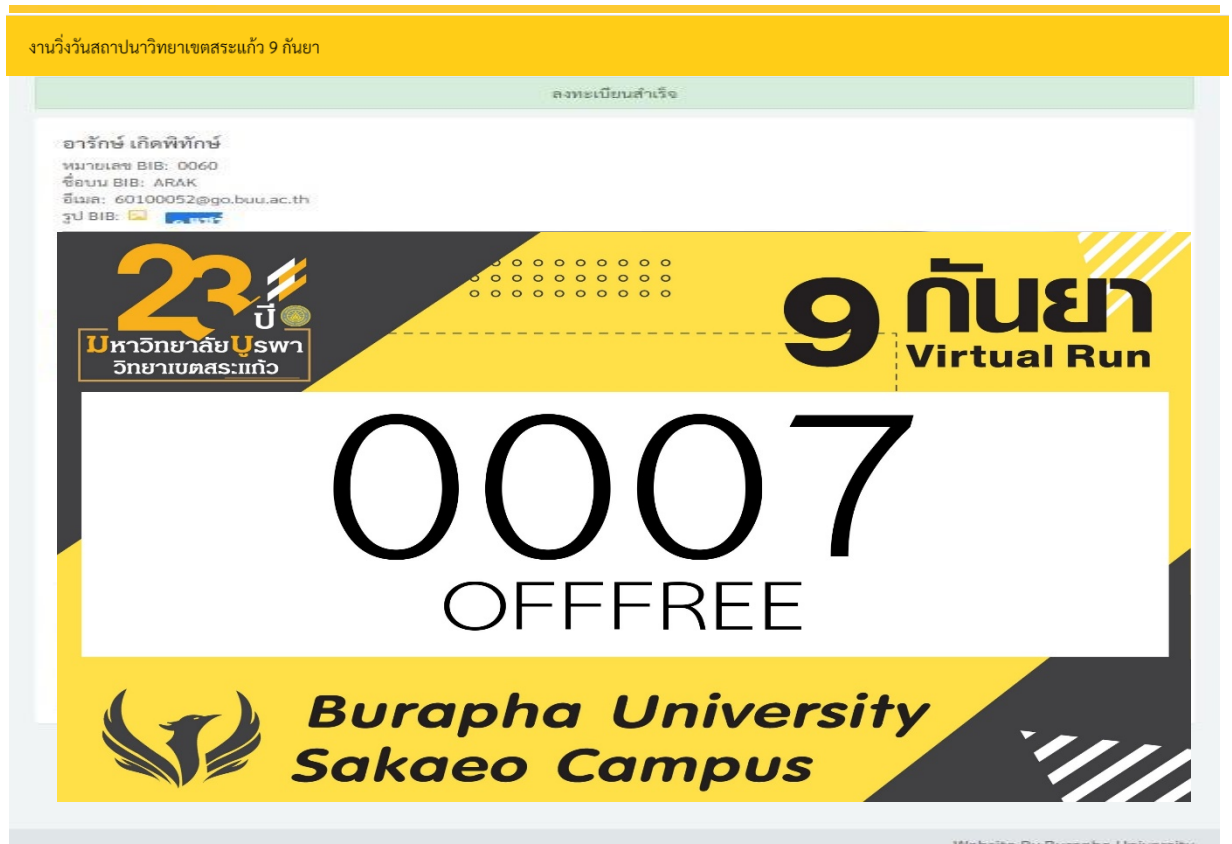 งานวิ่งวันสถาปนาวิทยาเขตสระแก้ว 9 กันยา
ลงทะเบียนสำเร็จ
อารักษ์ เกิดพิทักษ์
หมายเลข BIB: 0060
ชื่อบน BIB: ARAK
อีเมล: 60100052@go.buu.ac.th
รูป BIB:
23 ปี
มหาวิทยาลัยบูรพา
วิทยาเขตสระแก้ว
9 กันยา
Virtual Run
0007
OFFFREE
Burapha University
Sakaeo Campus
Website By Burapha University